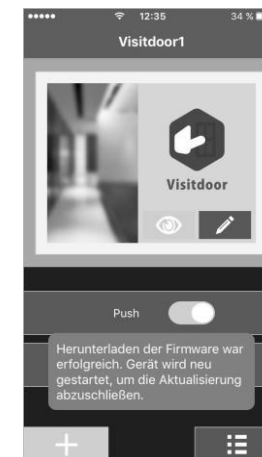 12:35
34 %
Visitdoor1
Visitdoor
Push
Herunterladen der Firmware war
erfolgreich. Gerät wird neu
gestartet, um die Aktualisierung
abzuschließen.